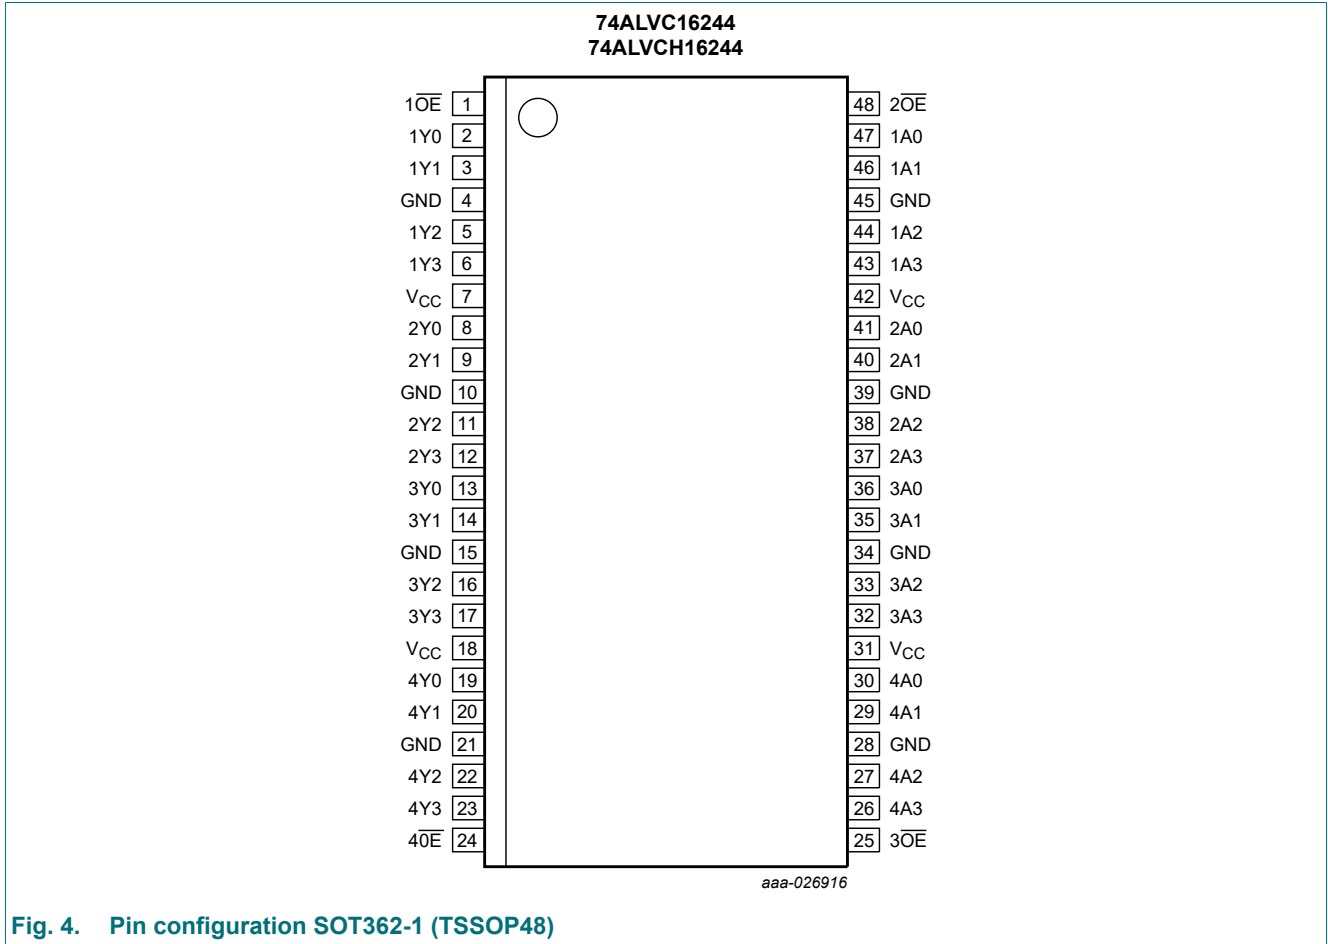 74ALVC16244
74ALVCH16244
1O̅E̅ 1 48 2O̅E̅
1Y0 2 47 1A0
1Y1 3 46 1A1
GND 4 45 GND
1Y2 5 44 1A2
1Y3 6 43 1A3
VCC 7 42 VCC
2Y0 8 41 2A0
2Y1 9 40 2A1
GND 10 39 GND
2Y2 11 38 2A2
2Y3 12 37 2A3
3Y0 13 36 3A0
3Y1 14 35 3A1
GND 15 34 GND
3Y2 16 33 3A2
3Y3 17 32 3A3
VCC 18 31 VCC
4Y0 19 30 4A0
4Y1 20 29 4A1
GND 21 28 GND
4Y2 22 27 4A2
4Y3 23 26 4A3
40̅E̅ 24 25 3O̅E̅
aaa-026916
Fig. 4. Pin configuration SOT362-1 (TSSOP48)